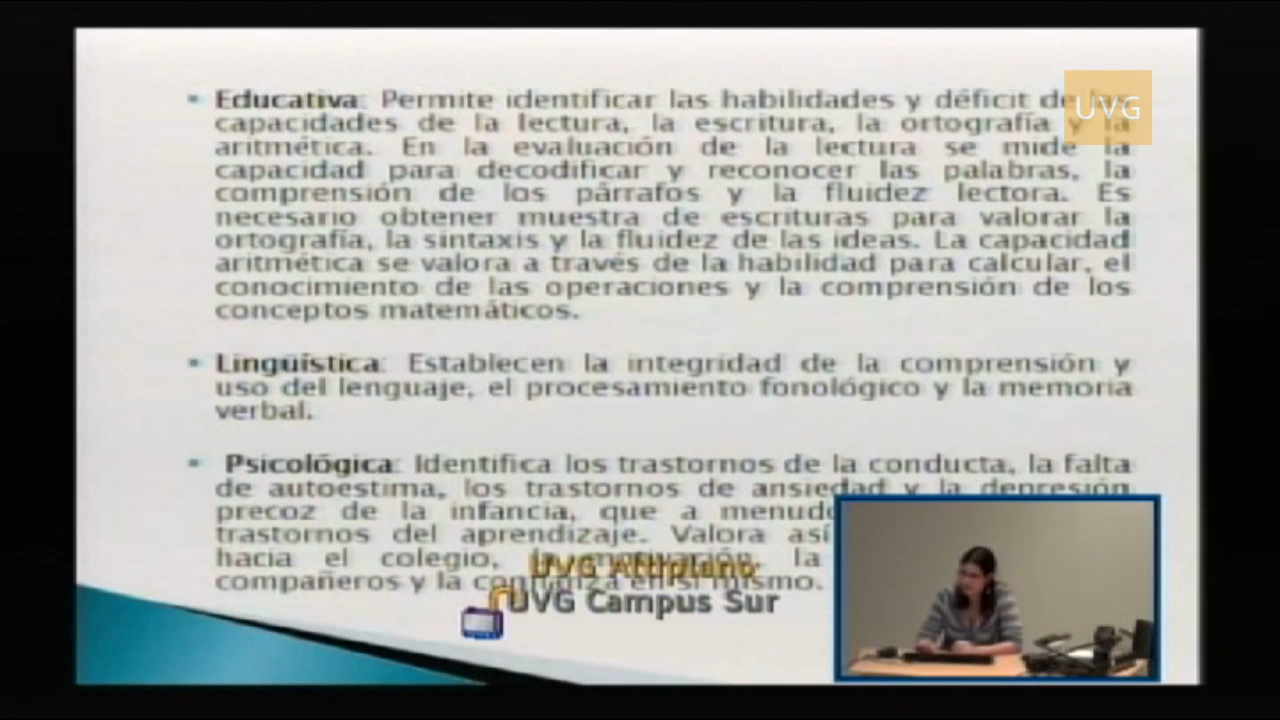 Educativa: Permite identificar las habilidades y déficit de
capacidades de la lectura, la escritura, la ortografía y la
aritmética. En la evaluación de la lectura se mide la
capacidad para decodificar y reconocer las palabras, la
comprensión de los párrafos y la fluidez lectora. Es
necesario obtener muestra de escrituras para valorar la
ortografía, la sintaxis y la fluidez de las ideas. La capacidad
aritmética se valora a través de la habilidad para calcular, el
conocimiento de las operaciones y la comprensión de los
conceptos matemáticos.
Lingüística: Establecen la integridad de la comprensión y
uso del lenguaje, el procesamiento fonológico y la memoria
verbal.
Psicológica: Identifica los trastornos de la conducta, la falta
de autoestima, los trastornos de ansiedad y la depresión
precoz de la infancia, que a
trastornos del aprendizaje. Valora así
hacia el colegio, la motivación, la
compañeros y la confianza en sí mismo.
UVG Altiplano
UVG Campus Sur
UVG